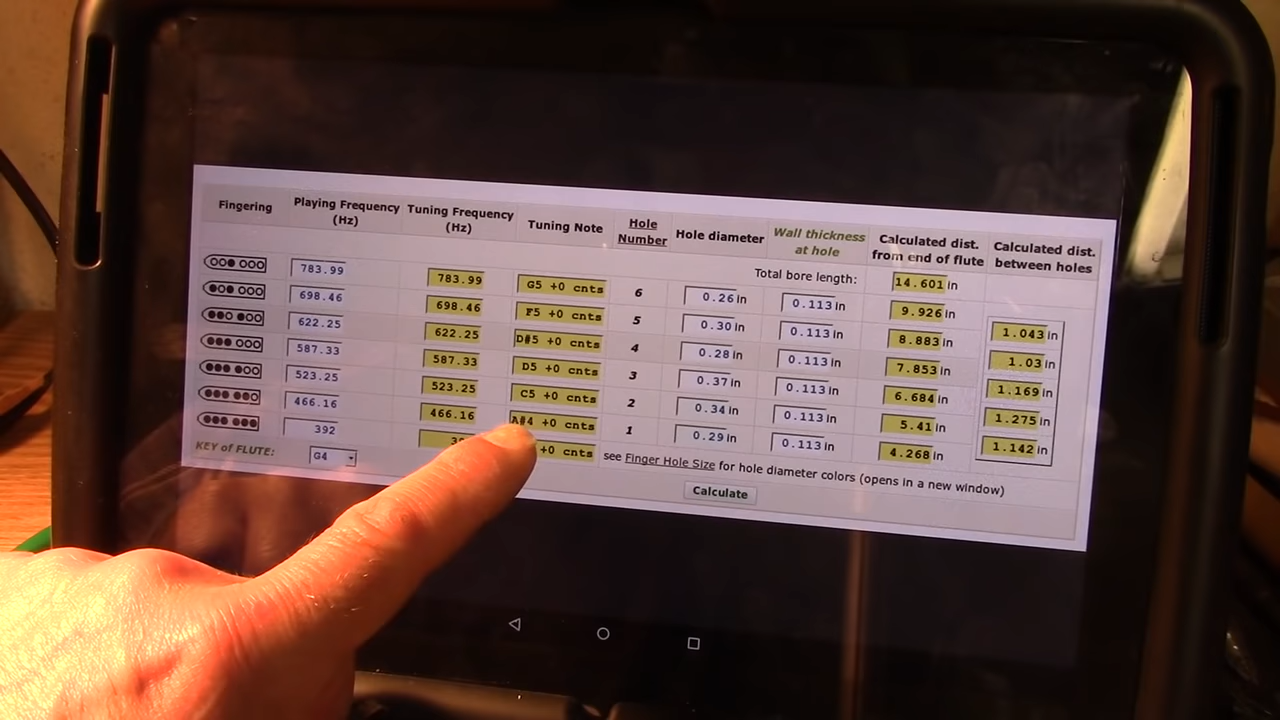 Fingering Playing Frequency (Hz) Tuning Frequency (Hz) Tuning Note Hole Number Hole diameter Wall thickness at hole Calculated dist. from end of flute Calculated dist. between holes
Total bore length: 14.601 in
783.99 783.99 G5 +0 cnts 6 0.26 in 0.113 in 9.926 in
698.46 698.46 F5 +0 cnts 5 0.30 in 0.113 in 8.883 in 1.043 in
622.25 622.25 D#5 +0 cnts 4 0.28 in 0.113 in 7.853 in 1.03 in
587.33 587.33 D5 +0 cnts 3 0.37 in 0.113 in 6.684 in 1.169 in
523.25 523.25 C5 +0 cnts 2 0.34 in 0.113 in 5.41 in 1.275 in
466.16 466.16 A#4 +0 cnts 1 0.29 in 0.113 in 4.268 in 1.142 in
392 +0 cnts
KEY of FLUTE: G4 see Finger Hole Size for hole diameter colors (opens in a new window)
Calculate